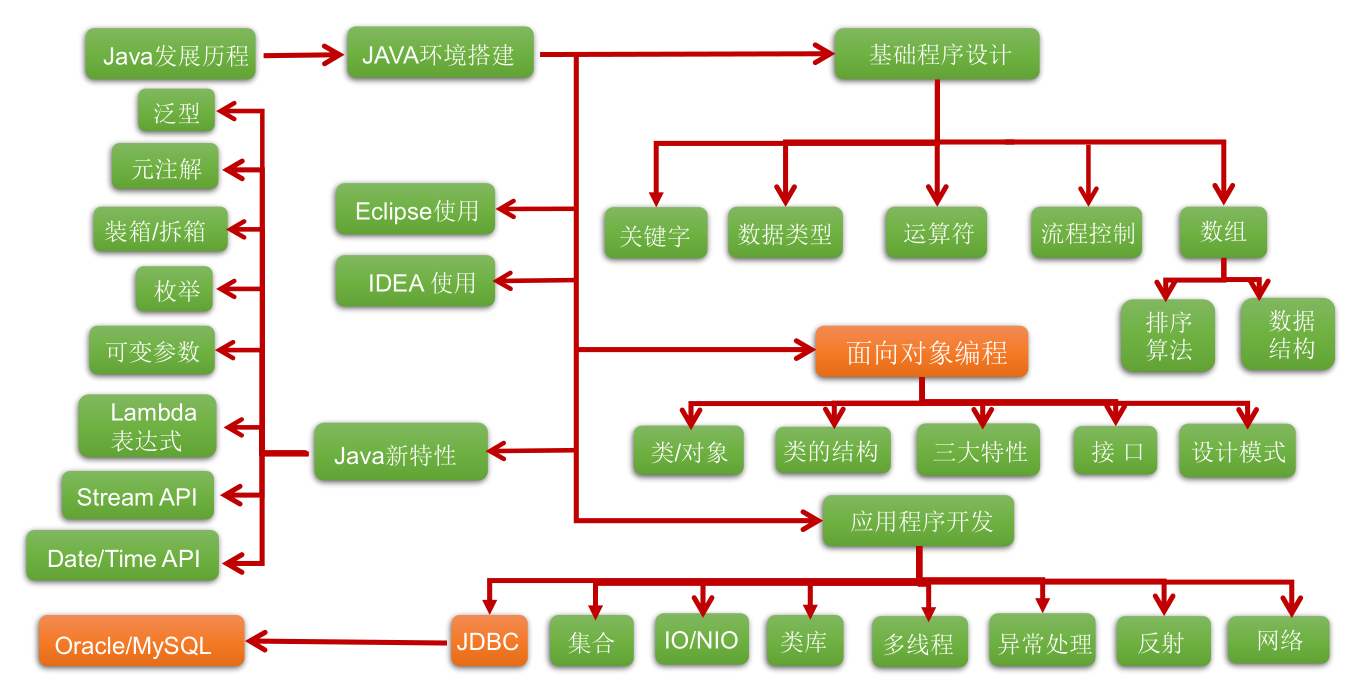 Java发展历程
JAVA环境搭建
基础程序设计
泛型
元注解
装箱/拆箱
枚举
可变参数
Lambda
表达式
Stream API
Date/Time API
Eclipse使用
IDEA 使用
Java新特性
关键字
数据类型
运算符
流程控制
数组
排序
算法
数据
结构
面向对象编程
类/对象
类的结构
三大特性
接 口
设计模式
应用程序开发
Oracle/MySQL
JDBC
集合
IO/NIO
类库
多线程
异常处理
反射
网络